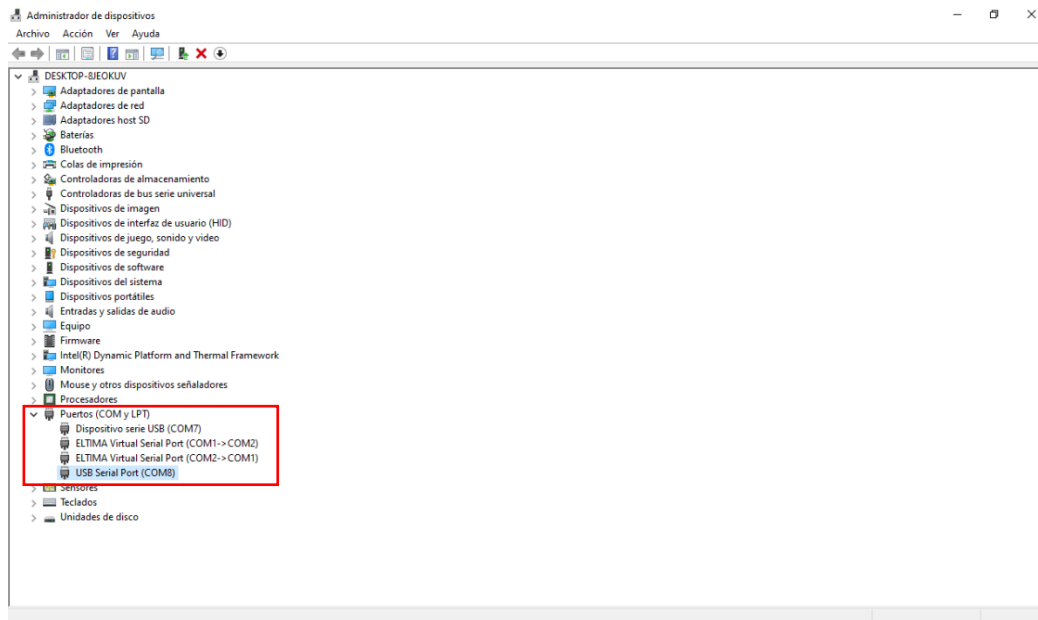 Administrador de dispositivos
Archivo Acción Ver Ayuda
DESKTOP-8JEOKUV
Adaptadores de pantalla
Adaptadores de red
Adaptadores host SD
Baterías
Bluetooth
Colas de impresión
Controladoras de almacenamiento
Controladoras de bus serie universal
Dispositivos de imagen
Dispositivos de interfaz de usuario (HID)
Dispositivos de juego, sonido y video
Dispositivos de seguridad
Dispositivos de software
Dispositivos del sistema
Dispositivos portátiles
Entradas y salidas de audio
Equipo
Firmware
Intel(R) Dynamic Platform and Thermal Framework
Monitores
Mouse y otros dispositivos señaladores
Procesadores
Puertos (COM y LPT)
Dispositivo serie USB (COM7)
ELTIMA Virtual Serial Port (COM1->COM2)
ELTIMA Virtual Serial Port (COM2->COM1)
USB Serial Port (COM8)
Sensores
Teclados
Unidades de disco